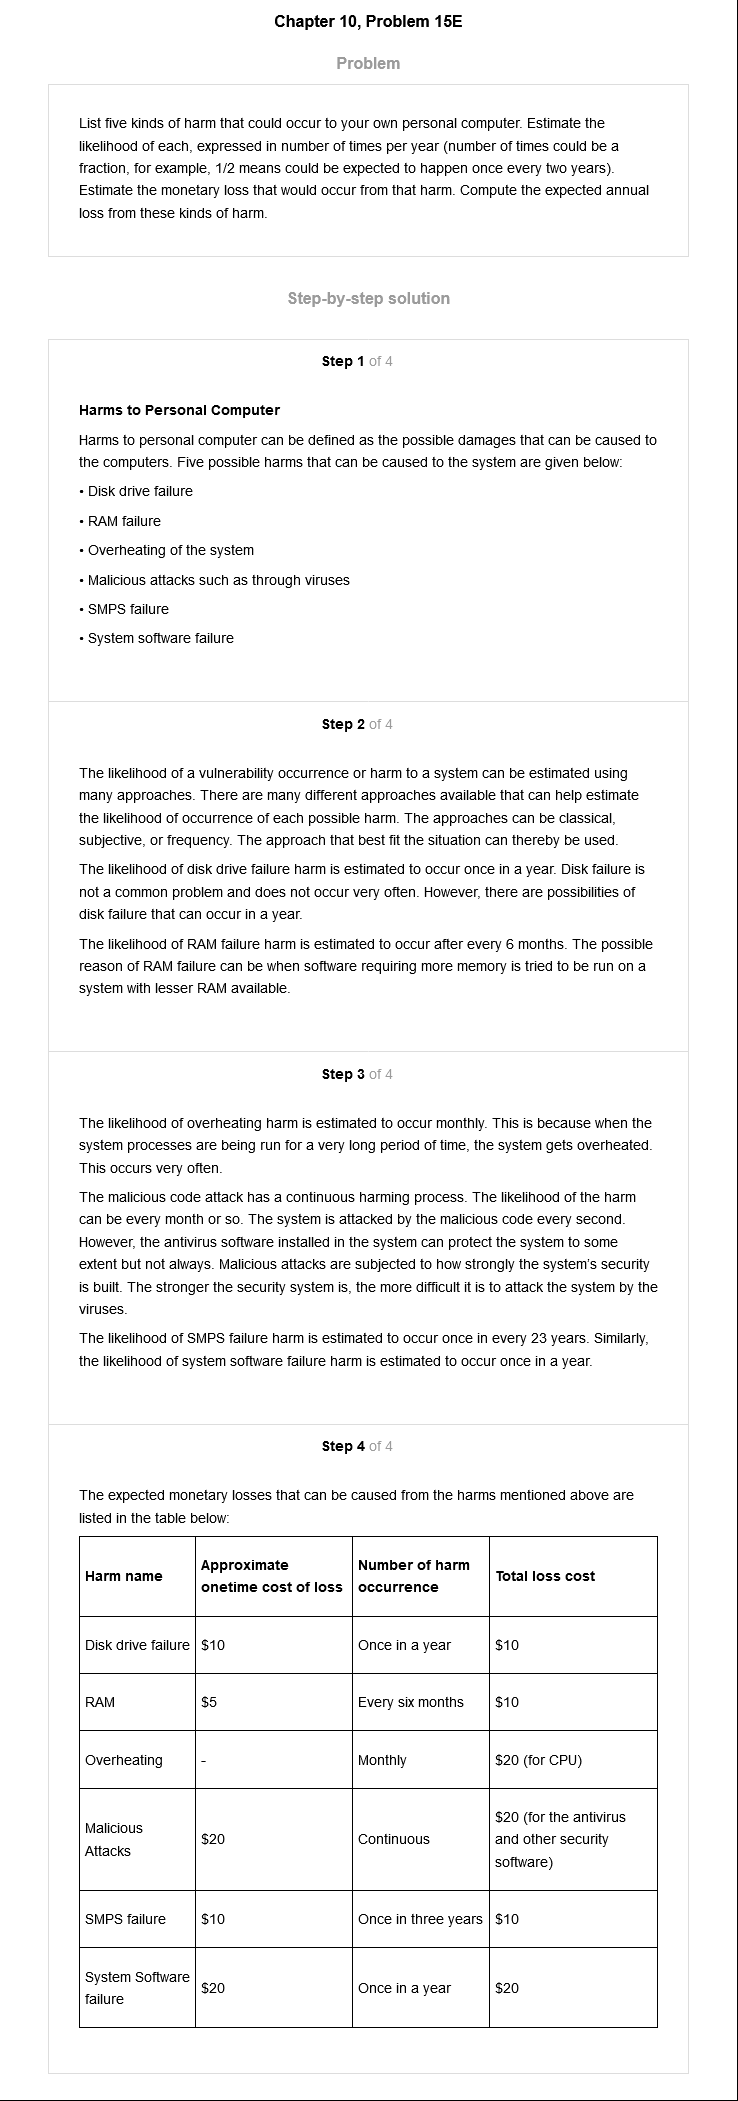 Chapter 10, Problem 15E
Problem
List five kinds of harm that could occur to your own personal computer. Estimate the
likelihood of each, expressed in number of times per year (number of times could be a
fraction, for example, 1/2 means could be expected to happen once every two years).
Estimate the monetary loss that would occur from that harm. Compute the expected annual
loss from these kinds of harm.
Step-by-step solution
Step 1 of 4
Harms to Personal Computer
Harms to personal computer can be defined as the possible damages that can be caused to
the computers. Five possible harms that can be caused to the system are given below:
• Disk drive failure
• RAM failure
• Overheating of the system
• Malicious attacks such as through viruses
• SMPS failure
• System software failure
Step 2 of 4
The likelihood of a vulnerability occurrence or harm to a system can be estimated using
many approaches. There are many different approaches available that can help estimate
the likelihood of occurrence of each possible harm. The approaches can be classical,
subjective, or frequency. The approach that best fit the situation can thereby be used.
The likelihood of disk drive failure harm is estimated to occur once in a year. Disk failure is
not a common problem and does not occur very often. However, there are possibilities of
disk failure that can occur in a year.
The likelihood of RAM failure harm is estimated to occur after every 6 months. The possible
reason of RAM failure can be when software requiring more memory is tried to be run on a
system with lesser RAM available.
Step 3 of 4
The likelihood of overheating harm is estimated to occur monthly. This is because when the
system processes are being run for a very long period of time, the system gets overheated.
This occurs very often.
The malicious code attack has a continuous harming process. The likelihood of the harm
can be every month or so. The system is attacked by the malicious code every second.
However, the antivirus software installed in the system can protect the system to some
extent but not always. Malicious attacks are subjected to how strongly the system's security
is built. The stronger the security system is, the more difficult it is to attack the system by the
viruses.
The likelihood of SMPS failure harm is estimated to occur once in every 23 years. Similarly,
the likelihood of system software failure harm is estimated to occur once in a year.
Step 4 of 4
The expected monetary losses that can be caused from the harms mentioned above are
listed in the table below:
Harm name
Approximate
onetime cost of loss
Number of harm
occurrence
Total loss cost
Disk drive failure
$10
Once in a year
$10
RAM
$5
Every six months
$10
Overheating
-
Monthly
$20 (for CPU)
Malicious
Attacks
$20
Continuous
$20 (for the antivirus
and other security
software)
SMPS failure
$10
Once in three years
$10
System Software
failure
$20
Once in a year
$20